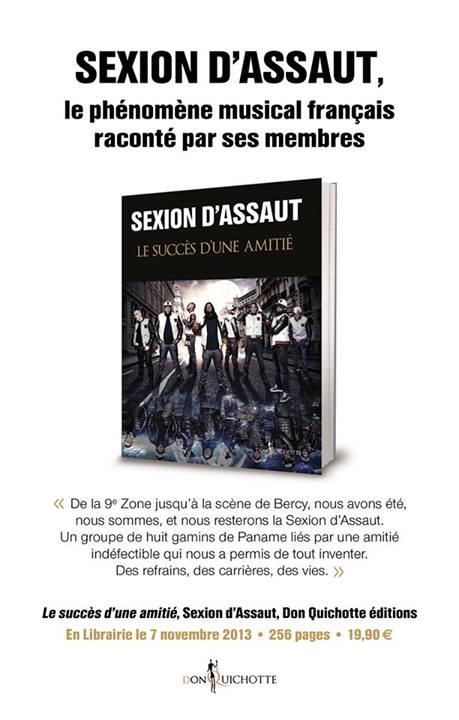 SEXION D'ASSAUT,
le phénomène musical français
raconté par ses membres
SEXION D'ASSAUT
LE SUCCÈS D'UNE AMITIÉ
DON QUICHOTTE
« De la 9e Zone jusqu'à la scène de Bercy, nous avons été,
nous sommes, et nous resterons la Sexion d'Assaut.
Un groupe de huit gamins de Paname liés par une amitié
indéfectible qui nous a permis de tout inventer.
Des refrains, des carrières, des vies. »
Le succès d'une amitié, Sexion d'Assaut, Don Quichotte éditions
En Librairie le 7 novembre 2013 • 256 pages • 19,90 €
DON QUICHOTTE